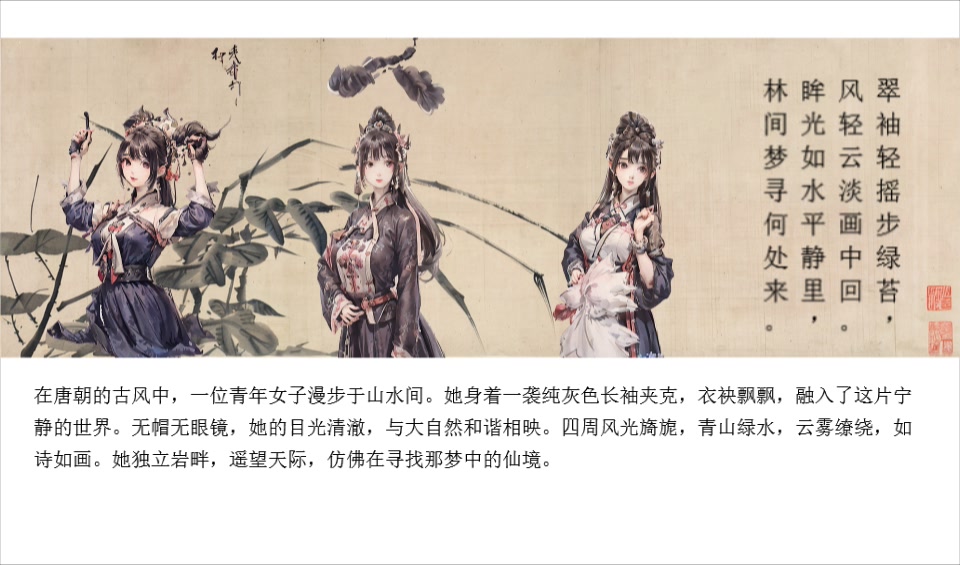 翠袖轻摇步绿苔，
风轻云淡画中回。
眸光如水平静里，
林间梦寻何处来。
在唐朝的古风中，一位青年女子漫步于山水间。她身着一袭纯灰色长袖夹克，衣袂飘飘，融入了这片宁
静的世界。无帽无眼镜，她的目光清澈，与大自然和谐相映。四周风光旖旎，青山绿水，云雾缭绕，如
诗如画。她独立岩畔，遥望天际，仿佛在寻找那梦中的仙境。